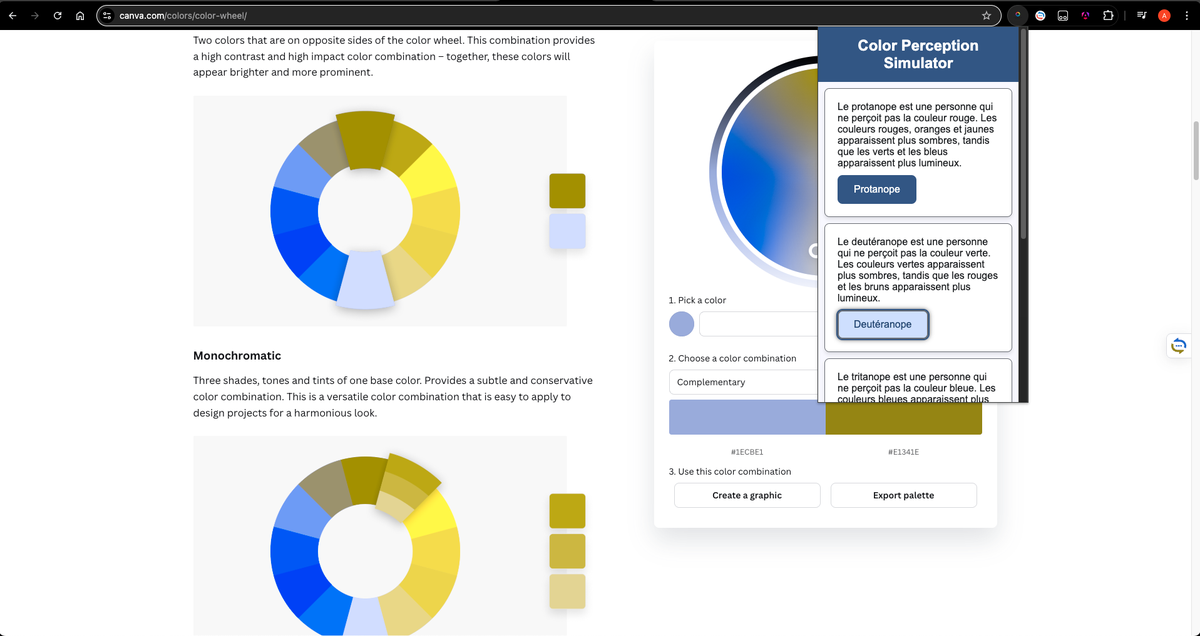 canva.com/colors/color-wheel/
A
Two colors that are on opposite sides of the color wheel. This combination provides
a high contrast and high impact color combination – together, these colors will
appear brighter and more prominent.
Monochromatic
Three shades, tones and tints of one base color. Provides a subtle and conservative
color combination. This is a versatile color combination that is easy to apply to
design projects for a harmonious look.
1. Pick a color
2. Choose a color combination
Complementary
#1ECBE1
#E1341E
3. Use this color combination
Create a graphic
Export palette
Color Perception
Simulator
Le protanope est une personne qui
ne perçoit pas la couleur rouge. Les
couleurs rouges, oranges et jaunes
apparaissent plus sombres, tandis
que les verts et les bleus
apparaissent plus lumineux.
Protanope
Le deutéranope est une personne
qui ne perçoit pas la couleur verte.
Les couleurs vertes apparaissent
plus sombres, tandis que les rouges
et les bruns apparaissent plus
lumineux.
Deutéranope
Le tritanope est une personne qui
ne perçoit pas la couleur bleue. Les
couleurs bleues apparaissent plus